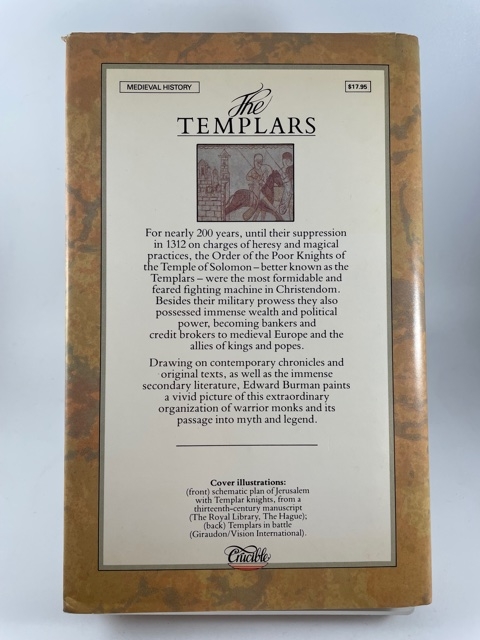 MEDIEVAL HISTORY
$17.95
The
TEMPLARS
For nearly 200 years, until their suppression
in 1312 on charges of heresy and magical
practices, the Order of the Poor Knights of
the Temple of Solomon – better known as the
Templars – were the most formidable and
feared fighting machine in Christendom.
Besides their military prowess they also
possessed immense wealth and political
power, becoming bankers and
credit brokers to medieval Europe and the
allies of kings and popes.
Drawing on contemporary chronicles and
original texts, as well as the immense
secondary literature, Edward Burman paints
a vivid picture of this extraordinary
organization of warrior monks and its
passage into myth and legend.
Cover illustrations:
(front) schematic plan of Jerusalem
with Templar knights, from a
thirteenth-century manuscript
(The Royal Library, The Hague);
(back) Templars in battle
(Giraudon/Vision International).
Crucible